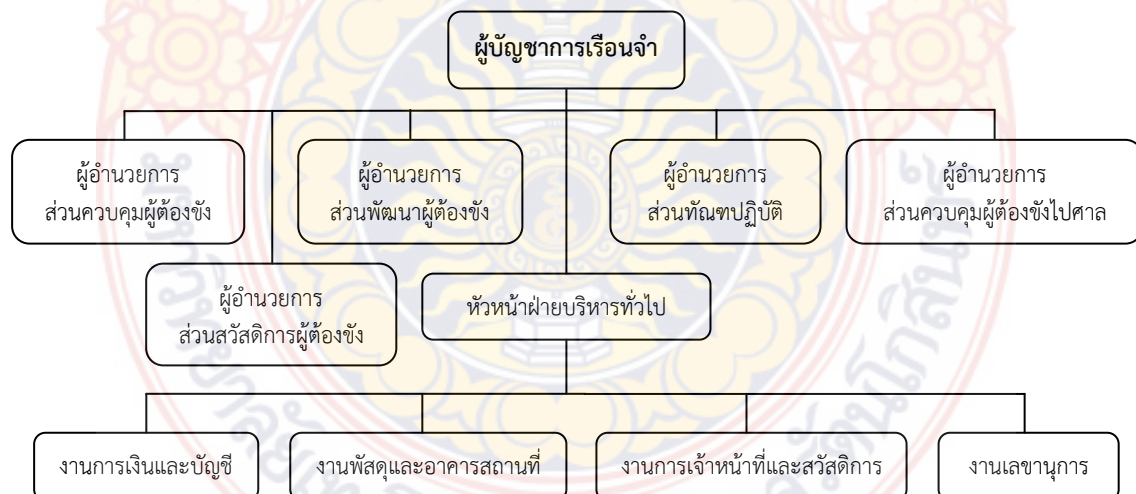 ผู้บัญชาการเรือนจำ
ผู้อำนวยการ
ส่วนควบคุมผู้ต้องขัง
ผู้อำนวยการ
ส่วนพัฒนาผู้ต้องขัง
ผู้อำนวยการ
ส่วนทัณฑปฏิบัติ
ผู้อำนวยการ
ส่วนควบคุมผู้ต้องขังไปศาล
ผู้อำนวยการ
ส่วนสวัสดิการผู้ต้องขัง
หัวหน้าฝ่ายบริหารทั่วไป
งานการเงินและบัญชี
งานพัสดุและอาคารสถานที่
งานการเจ้าหน้าที่และสวัสดิการ
งานเลขานุการ